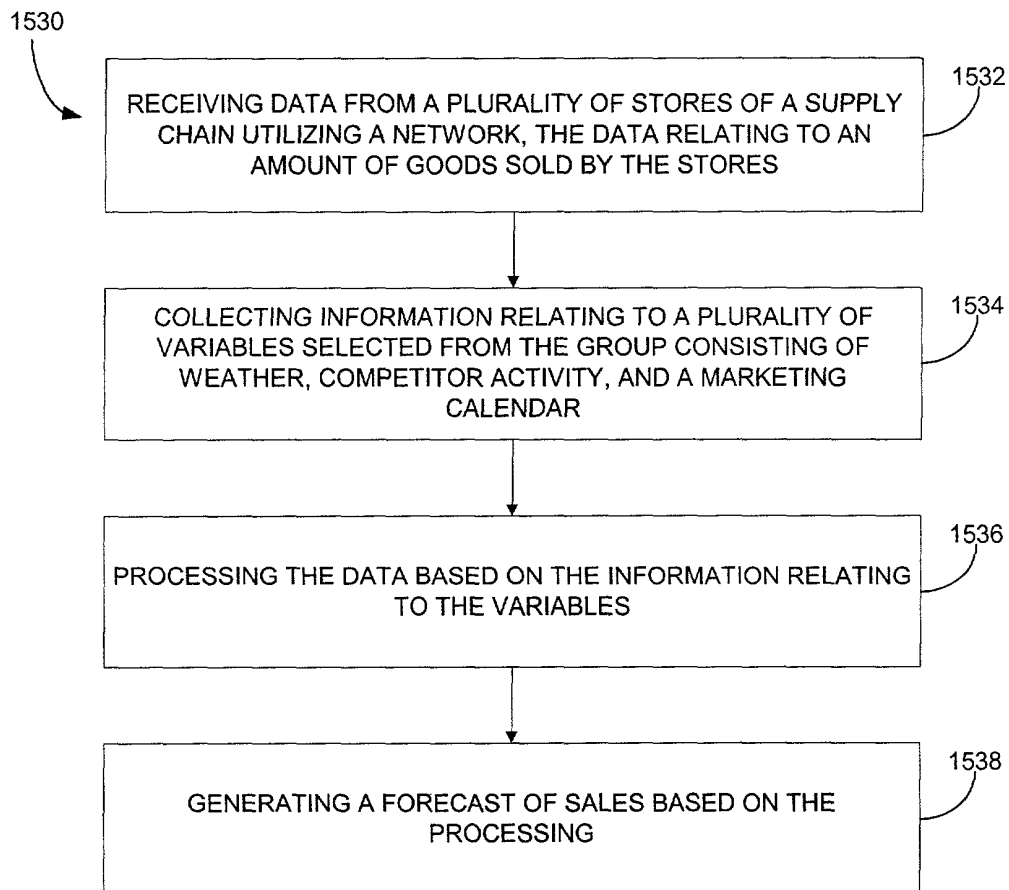 1530
1532
RECEIVING DATA FROM A PLURALITY OF STORES OF A SUPPLY
CHAIN UTILIZING A NETWORK, THE DATA RELATING TO AN
AMOUNT OF GOODS SOLD BY THE STORES
1534
COLLECTING INFORMATION RELATING TO A PLURALITY OF
VARIABLES SELECTED FROM THE GROUP CONSISTING OF
WEATHER, COMPETITOR ACTIVITY, AND A MARKETING
CALENDAR
1536
PROCESSING THE DATA BASED ON THE INFORMATION RELATING
TO THE VARIABLES
1538
GENERATING A FORECAST OF SALES BASED ON THE
PROCESSING